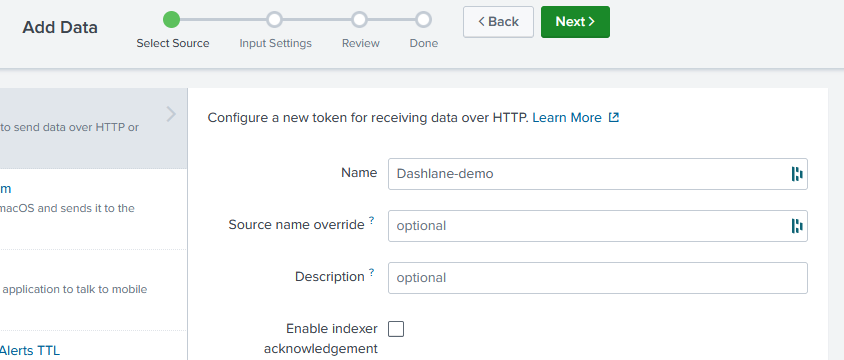 Add Data
Select Source
Input Settings
Review
Done
< Back
Next >
to send data over HTTP or
m
macOS and sends it to the
application to talk to mobile
Alerts TTL
Configure a new token for receiving data over HTTP. Learn More
Name
Dashlane-demo
Source name override ?
optional
Description ?
optional
Enable indexer
acknowledgement